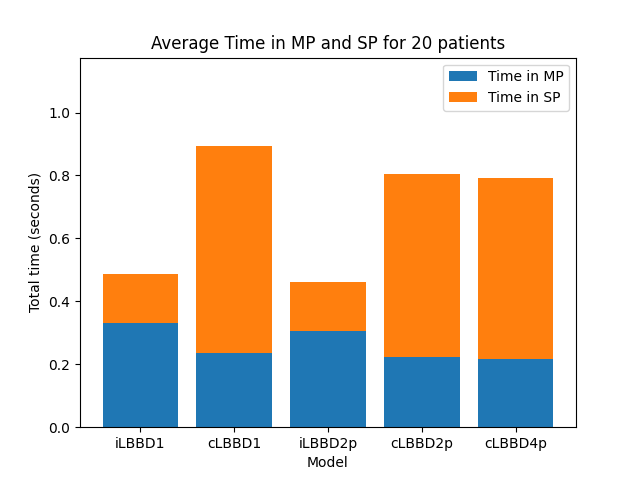 Average Time in MP and SP for 20 patients
Time in MP
Time in SP
Total time (seconds)
1.0
0.8
0.6
0.4
0.2
0.0
iLBBD1 cLBBD1 iLBBD2p cLBBD2p cLBBD4p
Model